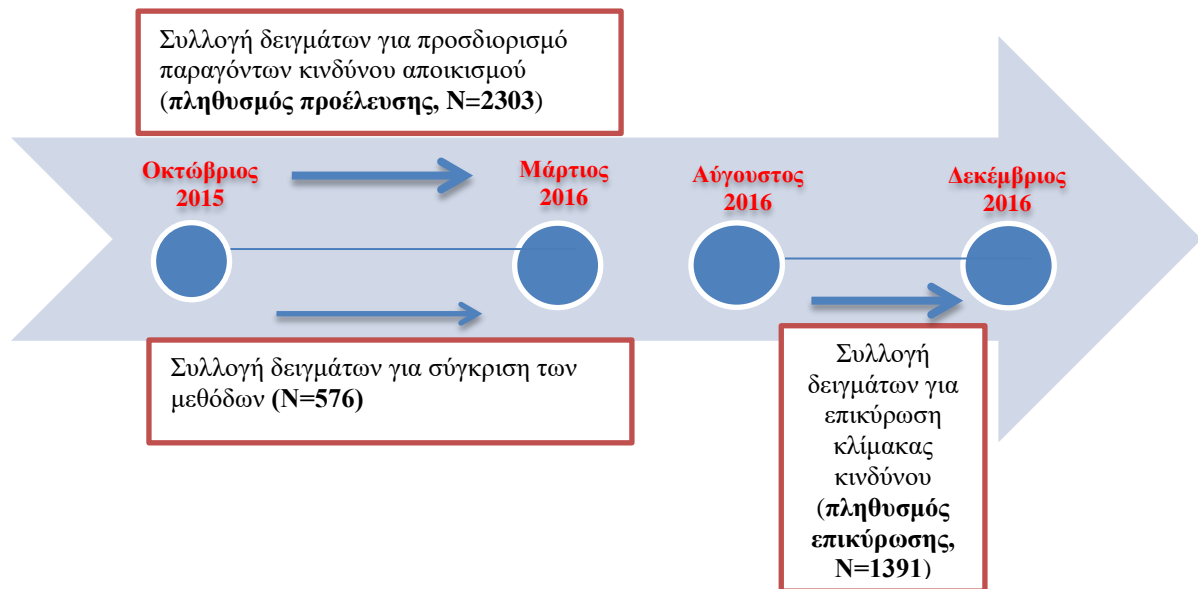 Συλλογή δειγμάτων για προσδιορισμό
παραγόντων κινδύνου αποικισμού
(πληθυσμός προέλευσης, Ν=2303)
Οκτώβριος
2015
Μάρτιος
2016
Αύγουστος
2016
Δεκέμβριος
2016
Συλλογή δειγμάτων για σύγκριση των
μεθόδων (Ν=576)
Συλλογή
δειγμάτων για
επικύρωση
κλίμακας
κινδύνου
(πληθυσμός
επικύρωσης,
Ν=1391)